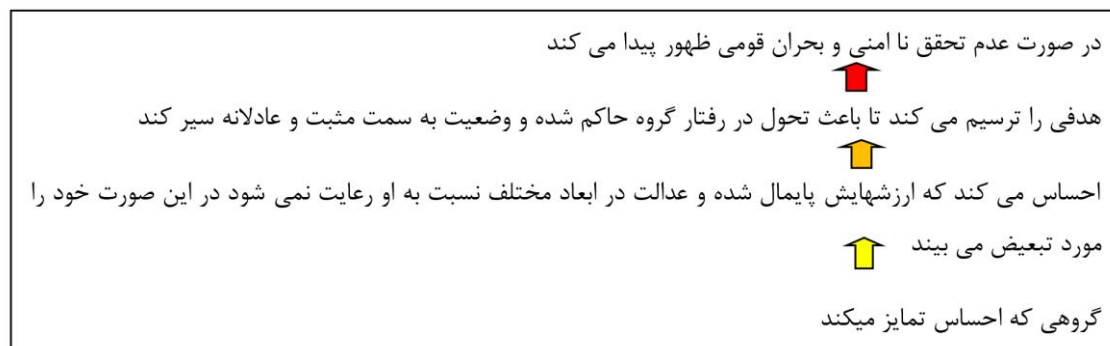 در صورت عدم تحقق نا امنی و بحران قومی ظهور پیدا می کند
هدفی را ترسیم می کند تا باعث تحول در رفتار گروه حاکم شده و وضعیت به سمت مثبت و عادلانه سیر کند
احساس می کند که ارزشهایش پایمال شده و عدالت در ابعاد مختلف نسبت به او رعایت نمی شود در این صورت خود را
مورد تبعیض می بیند
گروهی که احساس تمایز میکند